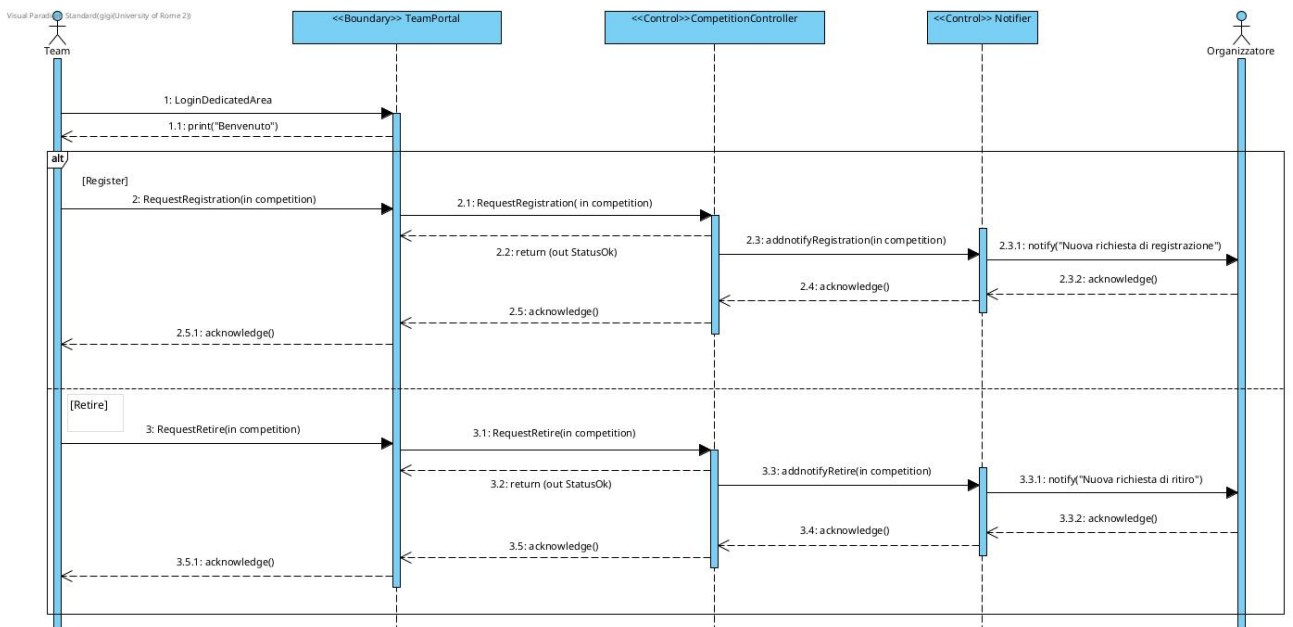 Visual Paradigm Standard(gigi(University of Rome 2))
Team
<<Boundary>> TeamPortal
<<Control>>CompetitionController
<<Control>> Notifier
Organizzatore
1: LoginDedicatedArea
1.1: print("Benvenuto")
alt
[Register]
2: RequestRegistration(in competition)
2.1: RequestRegistration( in competition)
2.2: return (out StatusOk)
2.3: addnotifyRegistration(in competition)
2.3.1: notify("Nuova richiesta di registrazione")
2.3.2: acknowledge()
2.4: acknowledge()
2.5: acknowledge()
2.5.1: acknowledge()
[Retire]
3: RequestRetire(in competition)
3.1: RequestRetire(in competition)
3.2: return (out StatusOk)
3.3: addnotifyRetire(in competition)
3.3.1: notify("Nuova richiesta di ritiro")
3.3.2: acknowledge()
3.4: acknowledge()
3.5: acknowledge()
3.5.1: acknowledge()